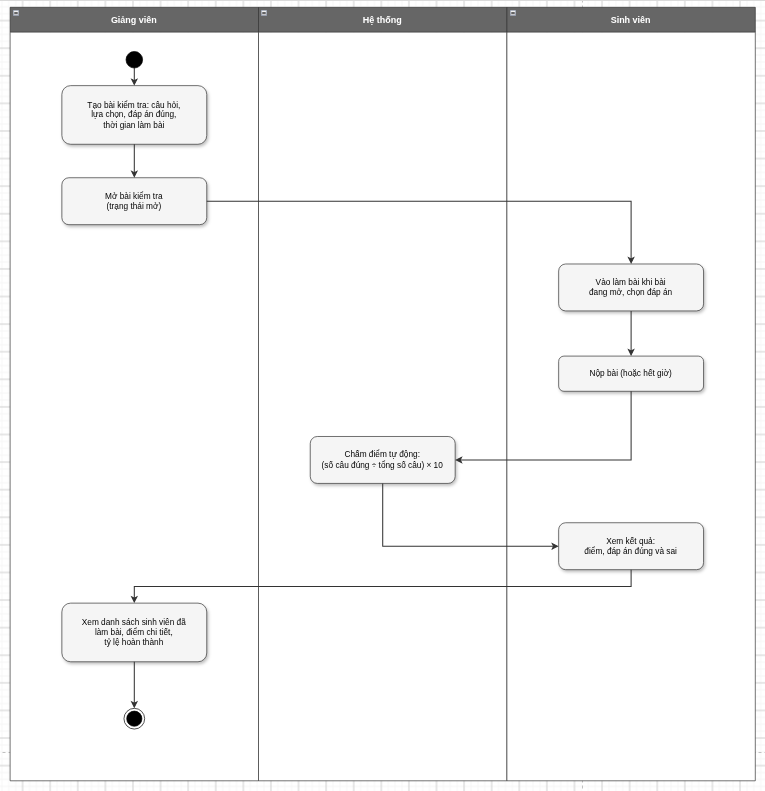 Giảng viên
Hệ thống
Sinh viên
Tạo bài kiểm tra: câu hỏi,
lựa chọn, đáp án đúng,
thời gian làm bài
Mở bài kiểm tra
(trạng thái mở)
Vào làm bài khi bài
đang mở, chọn đáp án
Nộp bài (hoặc hết giờ)
Chấm điểm tự động:
(số câu đúng ÷ tổng số câu) × 10
Xem kết quả:
điểm, đáp án đúng và sai
Xem danh sách sinh viên đã
làm bài, điểm chi tiết,
tỷ lệ hoàn thành